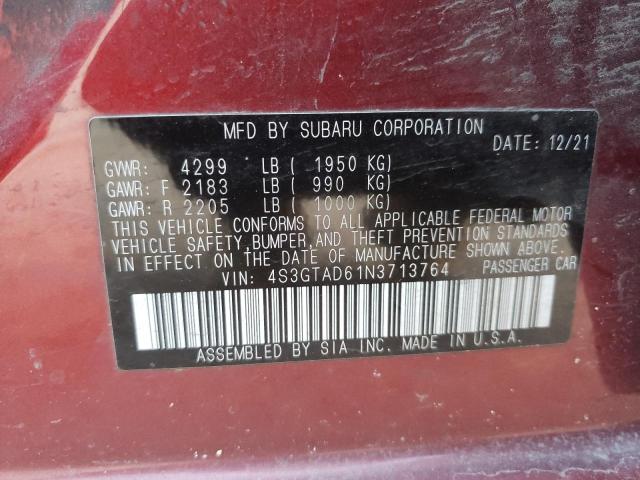 MFD BY SUBARU CORPORATION
DATE: 12/21
GVWR: 4299 LB ( 1950 KG)
GAWR: F 2183 LB ( 990 KG)
GAWR: R 2205 LB ( 1000 KG)
THIS VEHICLE CONFORMS TO ALL APPLICABLE FEDERAL MOTOR
VEHICLE SAFETY, BUMPER, AND THEFT PREVENTION STANDARDS
IN EFFECT ON THE DATE OF MANUFACTURE SHOWN ABOVE.
VIN: 4S3GTAD61N3713764 PASSENGER CAR
ASSEMBLED BY SIA INC. MADE IN U.S.A.